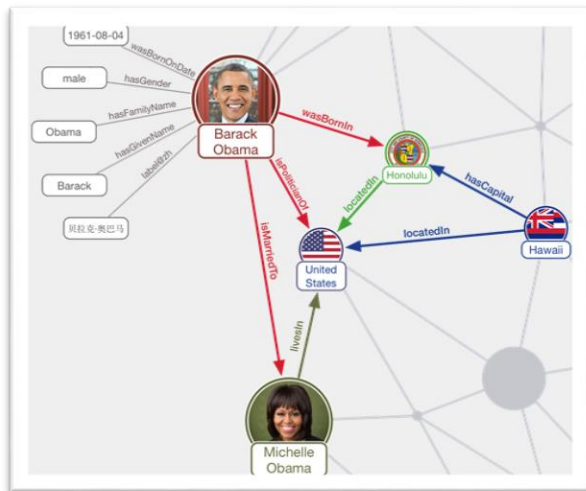 1961-08-04
wasBornOnDate
male
hasGender
hasFamilyName
Obama
hasGivenName
Barack
label@zh
贝拉克·奥巴马
Barack
Obama
wasBornIn
isPoliticianOf
isMarriedTo
Honolulu
locatedIn
hasCapital
locatedIn
Hawaii
United
States
livesIn
Michelle
Obama